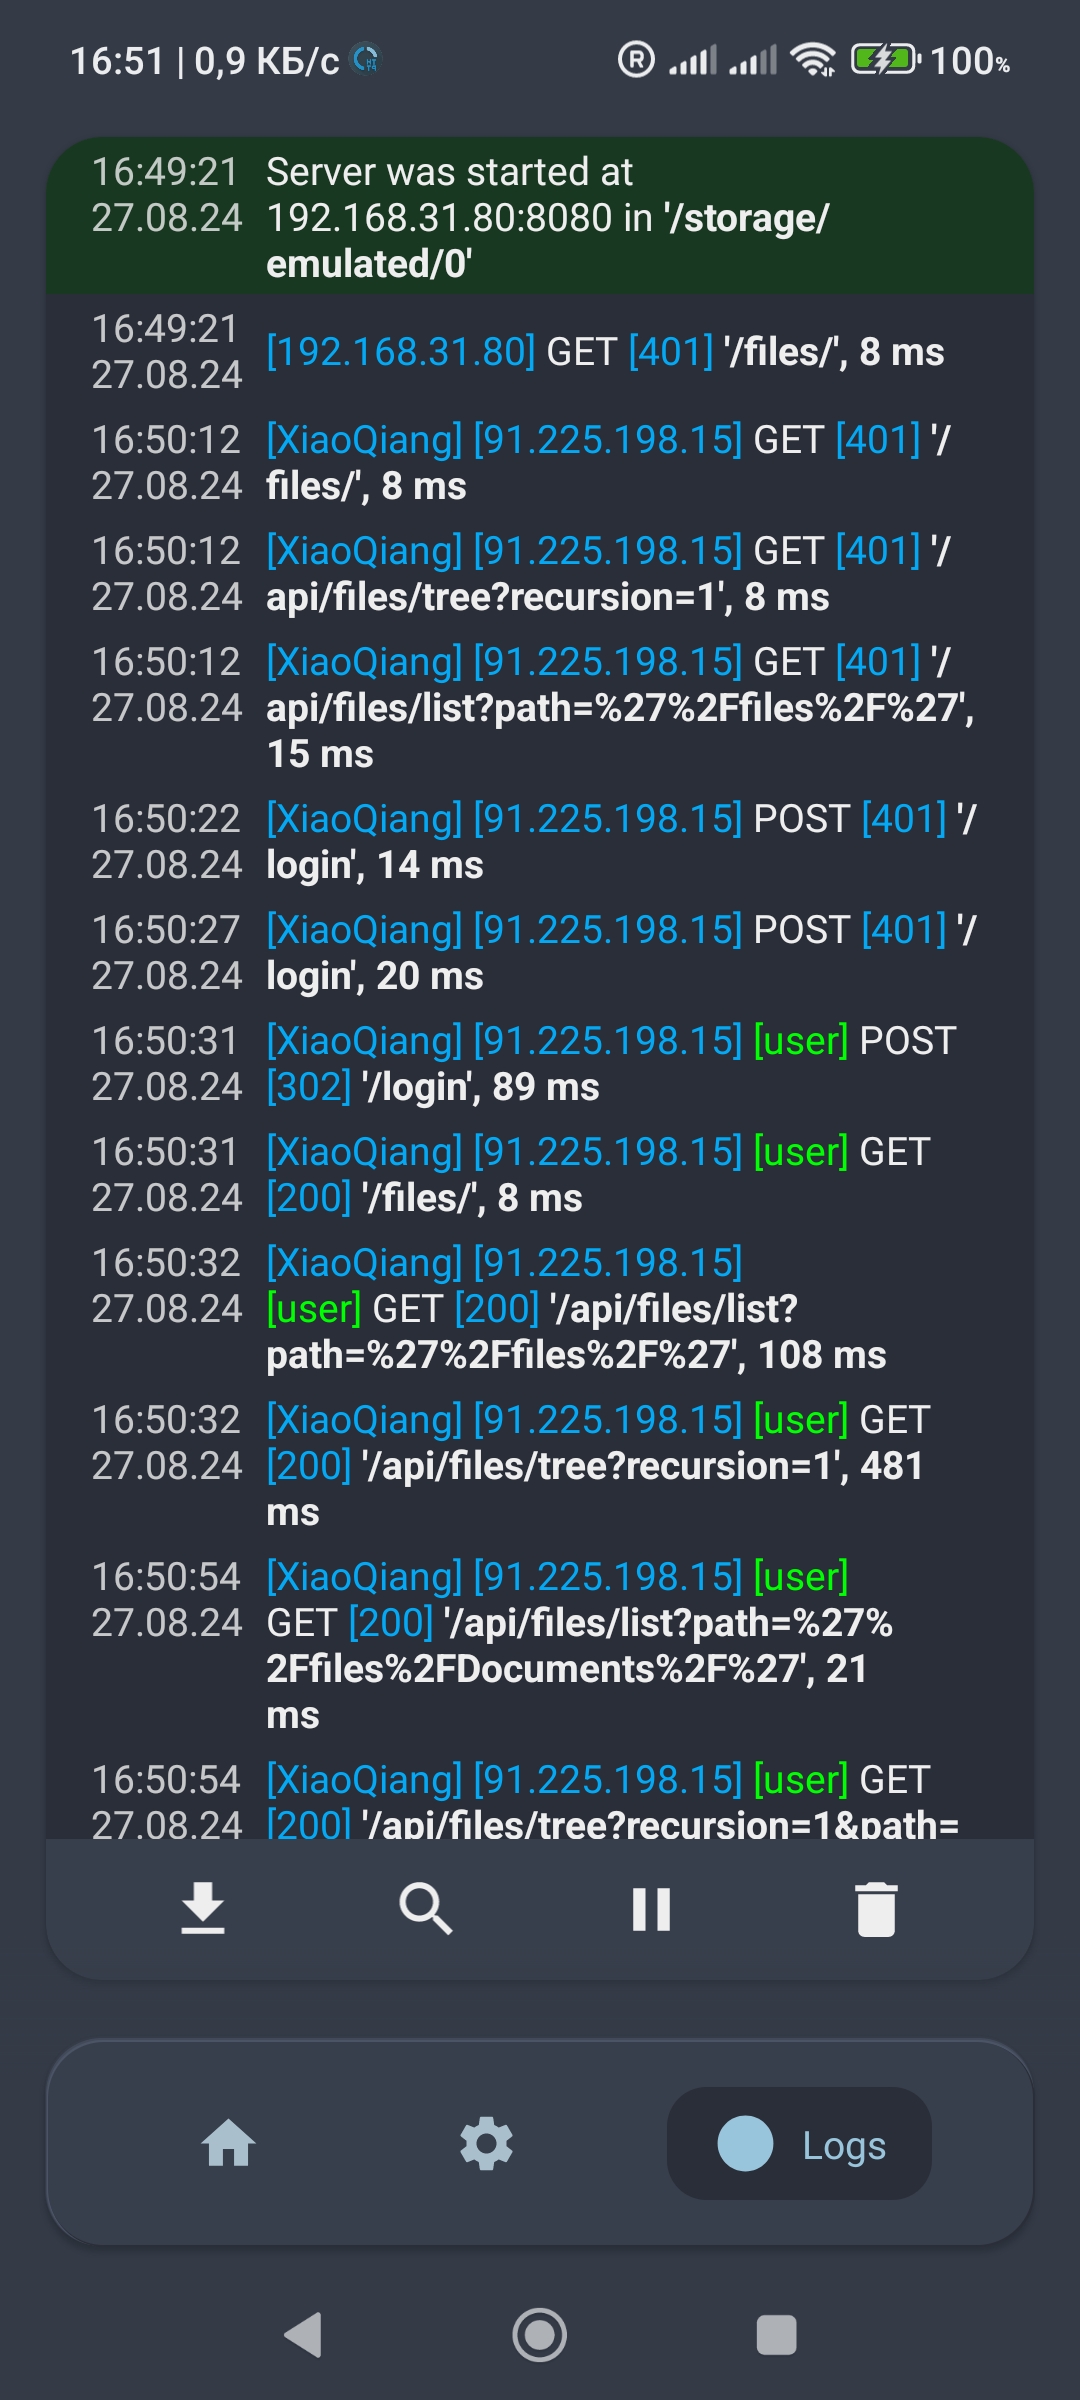 16:51 | 0,9 КБ/с
100%
16:49:21 Server was started at
27.08.24 192.168.31.80:8080 in '/storage/
emulated/0'
16:49:21
27.08.24
[192.168.31.80] GET [401] '/files/', 8 ms
16:50:12 [XiaoQiang] [91.225.198.15] GET [401] '/
27.08.24 files/', 8 ms
16:50:12 [XiaoQiang] [91.225.198.15] GET [401] '/
27.08.24 api/files/tree?recursion=1', 8 ms
16:50:12 [XiaoQiang] [91.225.198.15] GET [401] '/
27.08.24 api/files/list?path=%27%2Ffiles%2F%27',
15 ms
16:50:22 [XiaoQiang] [91.225.198.15] POST [401] '/
27.08.24 login', 14 ms
16:50:27 [XiaoQiang] [91.225.198.15] POST [401] '/
27.08.24 login', 20 ms
16:50:31 [XiaoQiang] [91.225.198.15] [user] POST
27.08.24 [302] '/login', 89 ms
16:50:31 [XiaoQiang] [91.225.198.15] [user] GET
27.08.24 [200] '/files/', 8 ms
16:50:32 [XiaoQiang] [91.225.198.15]
27.08.24 [user] GET [200] '/api/files/list?
path=%27%2Ffiles%2F%27', 108 ms
16:50:32 [XiaoQiang] [91.225.198.15] [user] GET
27.08.24 [200] '/api/files/tree?recursion=1', 481
ms
16:50:54 [XiaoQiang] [91.225.198.15] [user]
27.08.24 GET [200] '/api/files/list?path=%27%
2Ffiles%2FDocuments%2F%27', 21
ms
16:50:54 [XiaoQiang] [91.225.198.15] [user] GET
27.08.24 [200] '/api/files/tree?recursion=1&path=
Logs